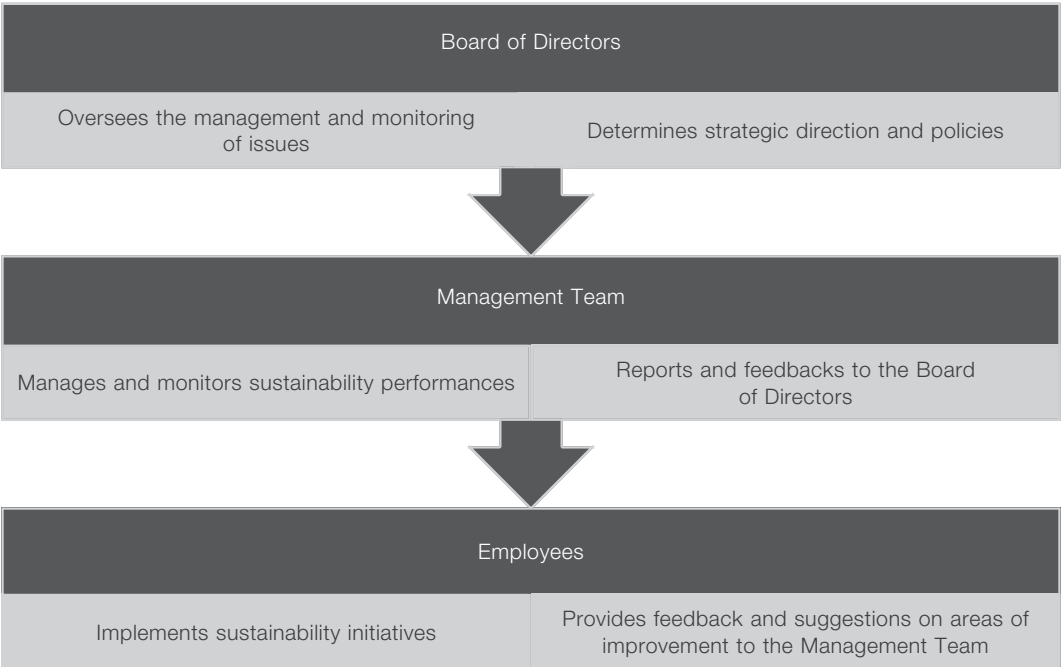 Board of Directors
Oversees the management and monitoring
of issues
Determines strategic direction and policies
Management Team
Manages and monitors sustainability performances
Reports and feedbacks to the Board
of Directors
Employees
Implements sustainability initiatives
Provides feedback and suggestions on areas of
improvement to the Management Team